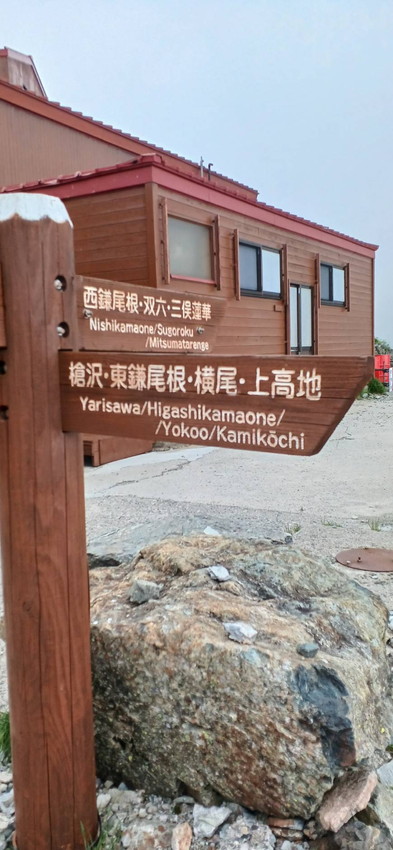 西鎌尾根・双六・三俣蓮華
Nishikamaone/Sugoroku
/Mitsumatarenge
槍沢・東鎌尾根・横尾・上高地
Yarisawa/Higashikamaone/
/Yokoo/Kamikōchi